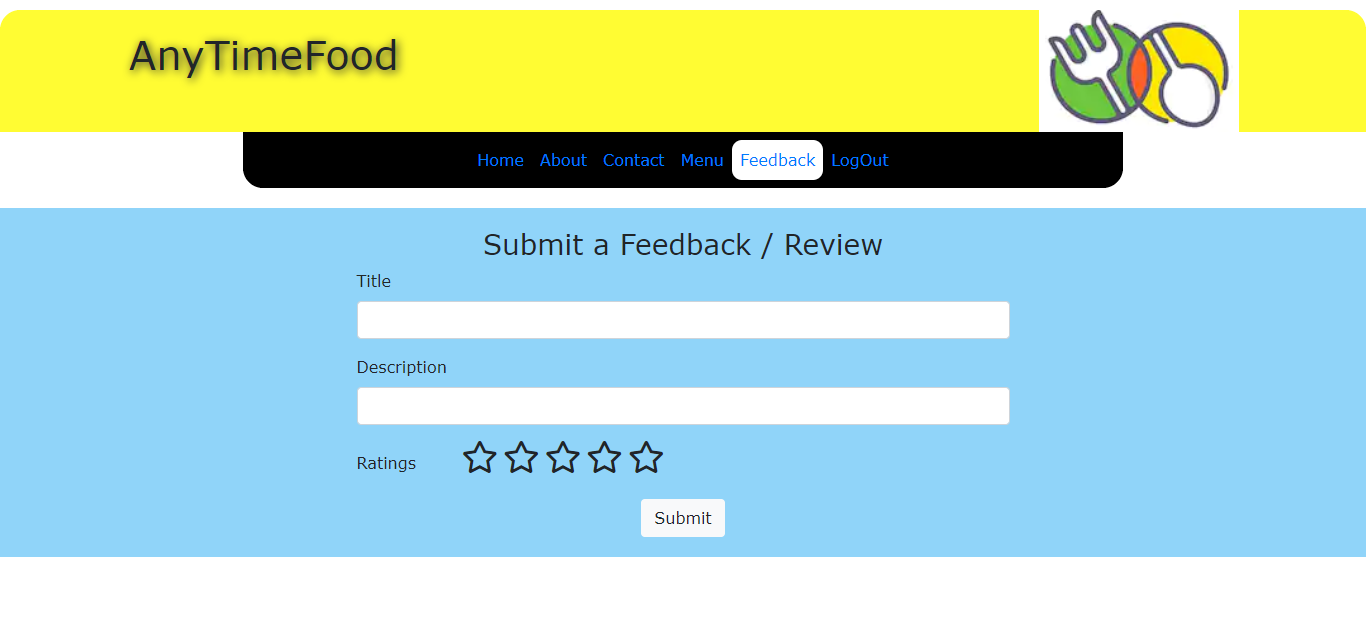 AnyTimeFood
Home About Contact Menu Feedback LogOut
Submit a Feedback / Review
Title
Description
Ratings
Submit